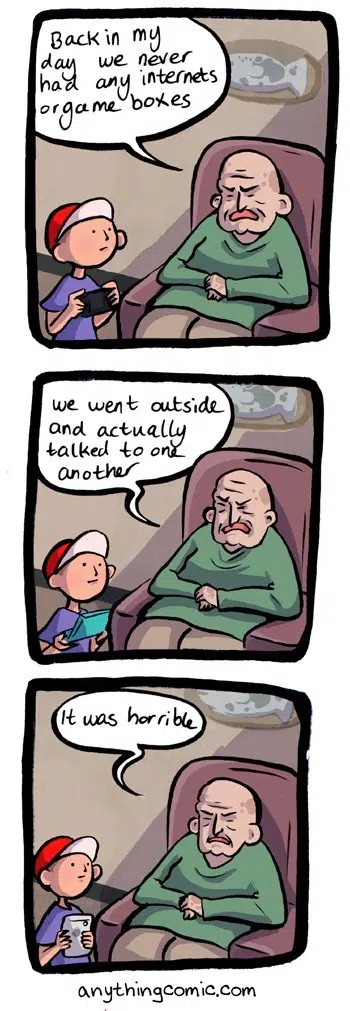 Back in my
day we never
had any internets
or game boxes
we went outside
and actually
talked to one
another
It was horrible
anythingcomic.com